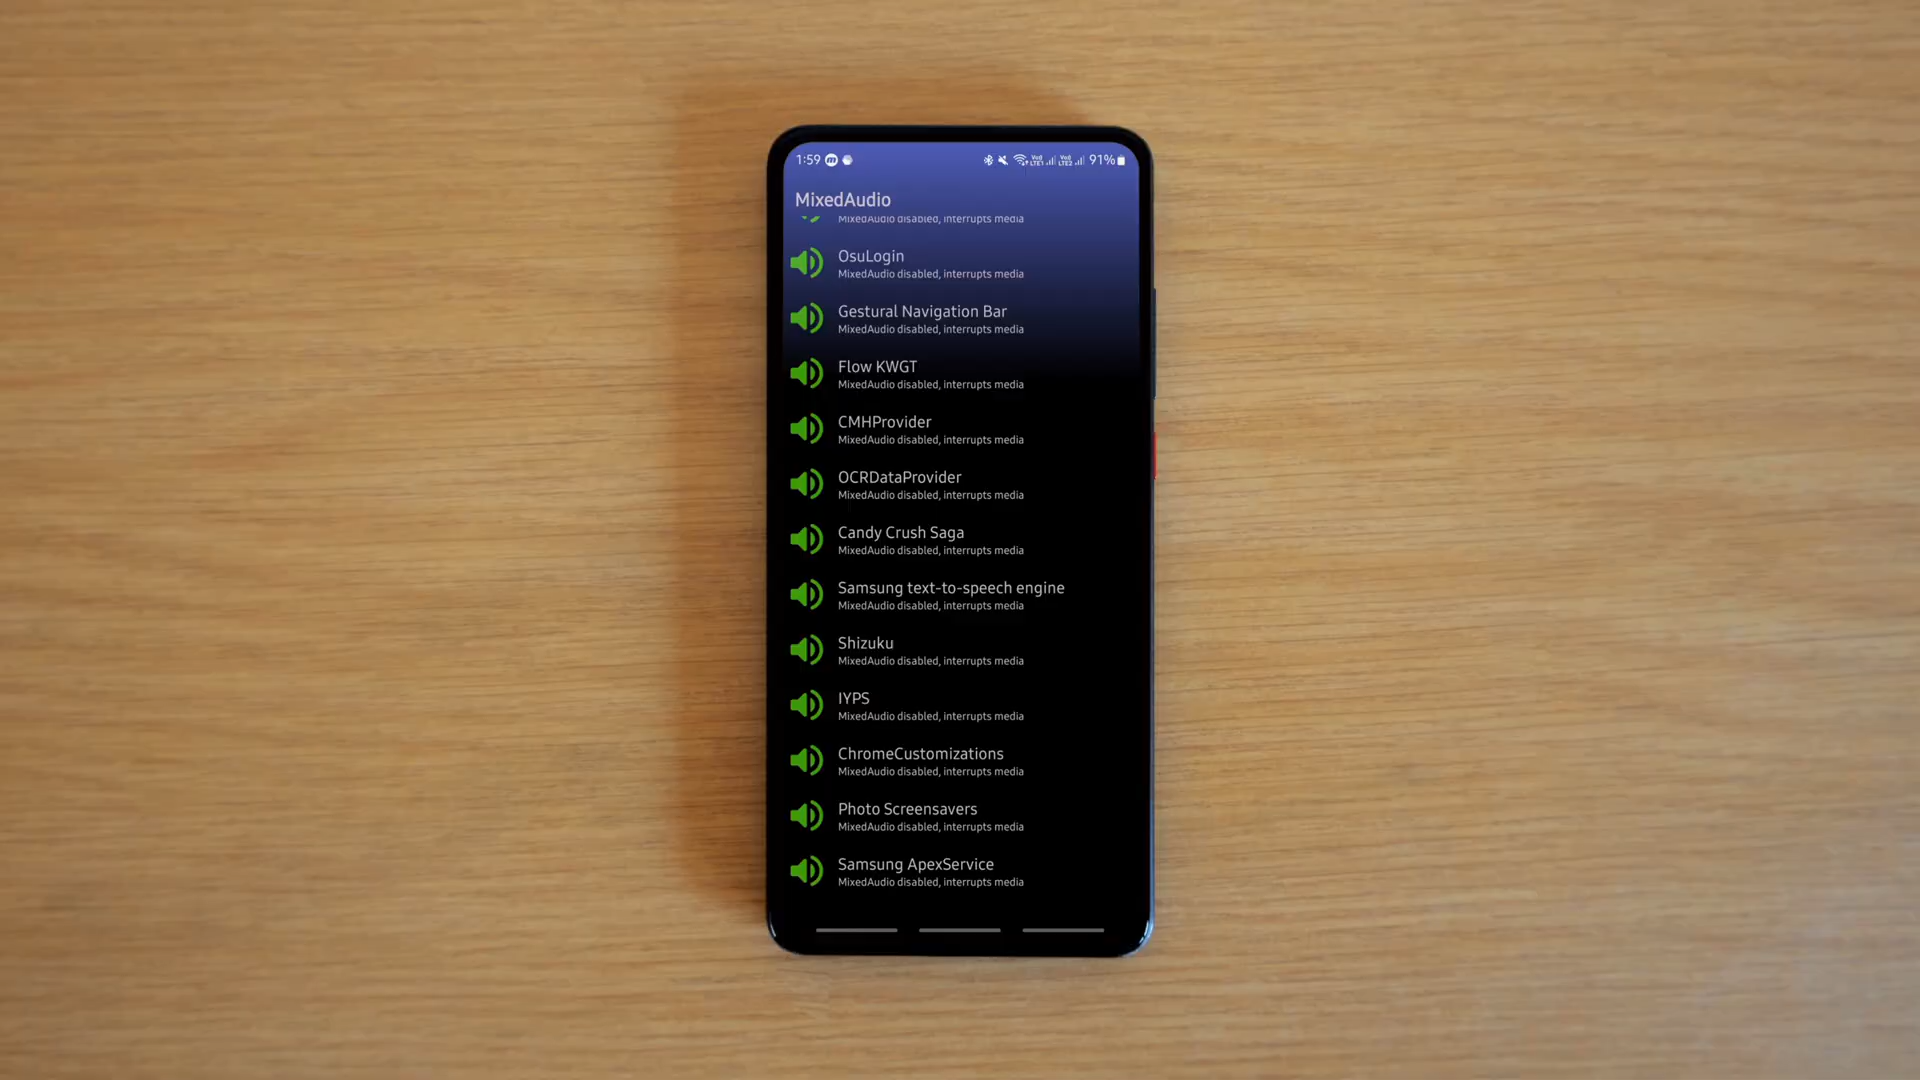 1:59 91%
MixedAudio
MixedAudio disabled, interrupts media
OsuLogin
MixedAudio disabled, interrupts media
Gestural Navigation Bar
MixedAudio disabled, interrupts media
Flow KWGT
MixedAudio disabled, interrupts media
CMHProvider
MixedAudio disabled, interrupts media
OCRDataProvider
MixedAudio disabled, interrupts media
Candy Crush Saga
MixedAudio disabled, interrupts media
Samsung text-to-speech engine
MixedAudio disabled, interrupts media
Shizuku
MixedAudio disabled, interrupts media
IYPS
MixedAudio disabled, interrupts media
ChromeCustomizations
MixedAudio disabled, interrupts media
Photo Screensavers
MixedAudio disabled, interrupts media
Samsung ApexService
MixedAudio disabled, interrupts media